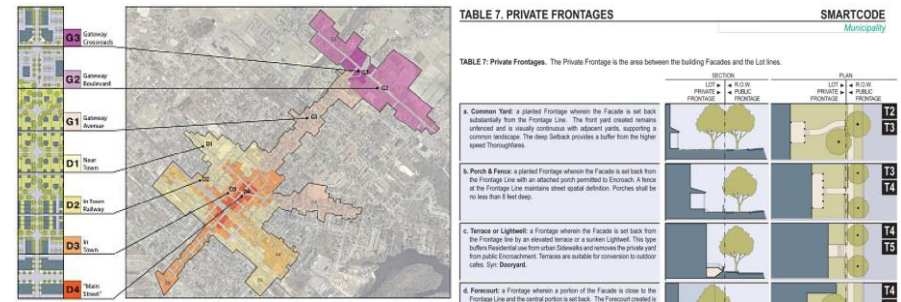 G3 Gateway
Crossroads
G2 Gateway
Boulevard
G1 Gateway
Avenue
D1 Near
Town
D2 In Town
Railway
D3 In
Town
D4 "Main
Street"
G1
G2
G1
D1
D2
D3
D4
TABLE 7. PRIVATE FRONTAGES
SMARTCODE
Municipality
TABLE 7: Private Frontages. The Private Frontage is the area between the building Facades and the Lot lines.
SECTION
PLAN
LOT ► ◄ R.O.W.
PRIVATE ► ◄ PUBLIC
FRONTAGE FRONTAGE
LOT ► ◄ R.O.W.
PRIVATE ► ◄ PUBLIC
FRONTAGE FRONTAGE
a. Common Yard: a planted Frontage wherein the Facade is set back
substantially from the Frontage Line. The front yard created remains
unfenced and is visually continuous with adjacent yards, supporting a
common landscape. The deep Setback provides a buffer from the higher
speed Thoroughfares.
T2
T3
b. Porch & Fence: a planted Frontage wherein the Facade is set back from
the Frontage Line with an attached porch permitted to Encroach. A fence
at the Frontage Line maintains street spatial definition. Porches shall be
no less than 8 feet deep.
T3
T4
c. Terrace or Lightwell: a Frontage wherein the Facade is set back from
the Frontage line by an elevated terrace or a sunken Lightwell. This type
buffers Residential use from urban Sidewalks and removes the private yard
from public Encroachment. Terraces are suitable for conversion to outdoor
cafes. Syn: Dooryard.
T4
T5
d. Forecourt: a Frontage wherein a portion of the Facade is close to the
Frontage Line and the central portion is set back. The Forecourt created is
T4